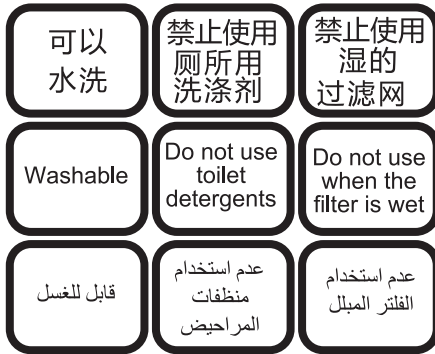 可以
水洗
禁止使用
厕所用
洗涤剂
禁止使用
湿的
过滤网
Washable
Do not use
toilet
detergents
Do not use
when the
filter is wet
قابل للغسل
عدم استخدام
منظفات
المراحيض
عدم استخدام
الفلتر المبلل